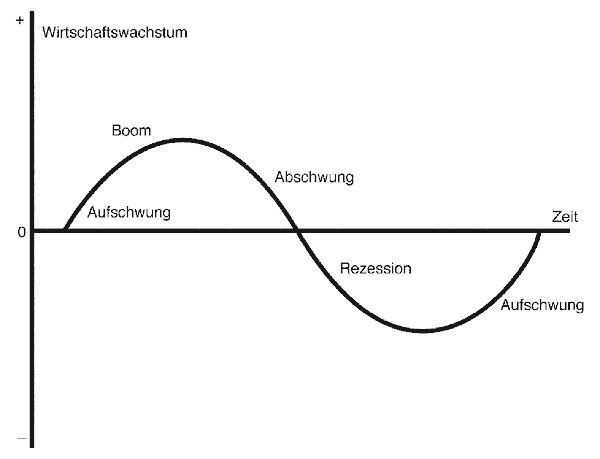 +
Wirtschaftswachstum
Boom
Abschwung
Aufschwung
Zeit
0
Rezession
Aufschwung
–